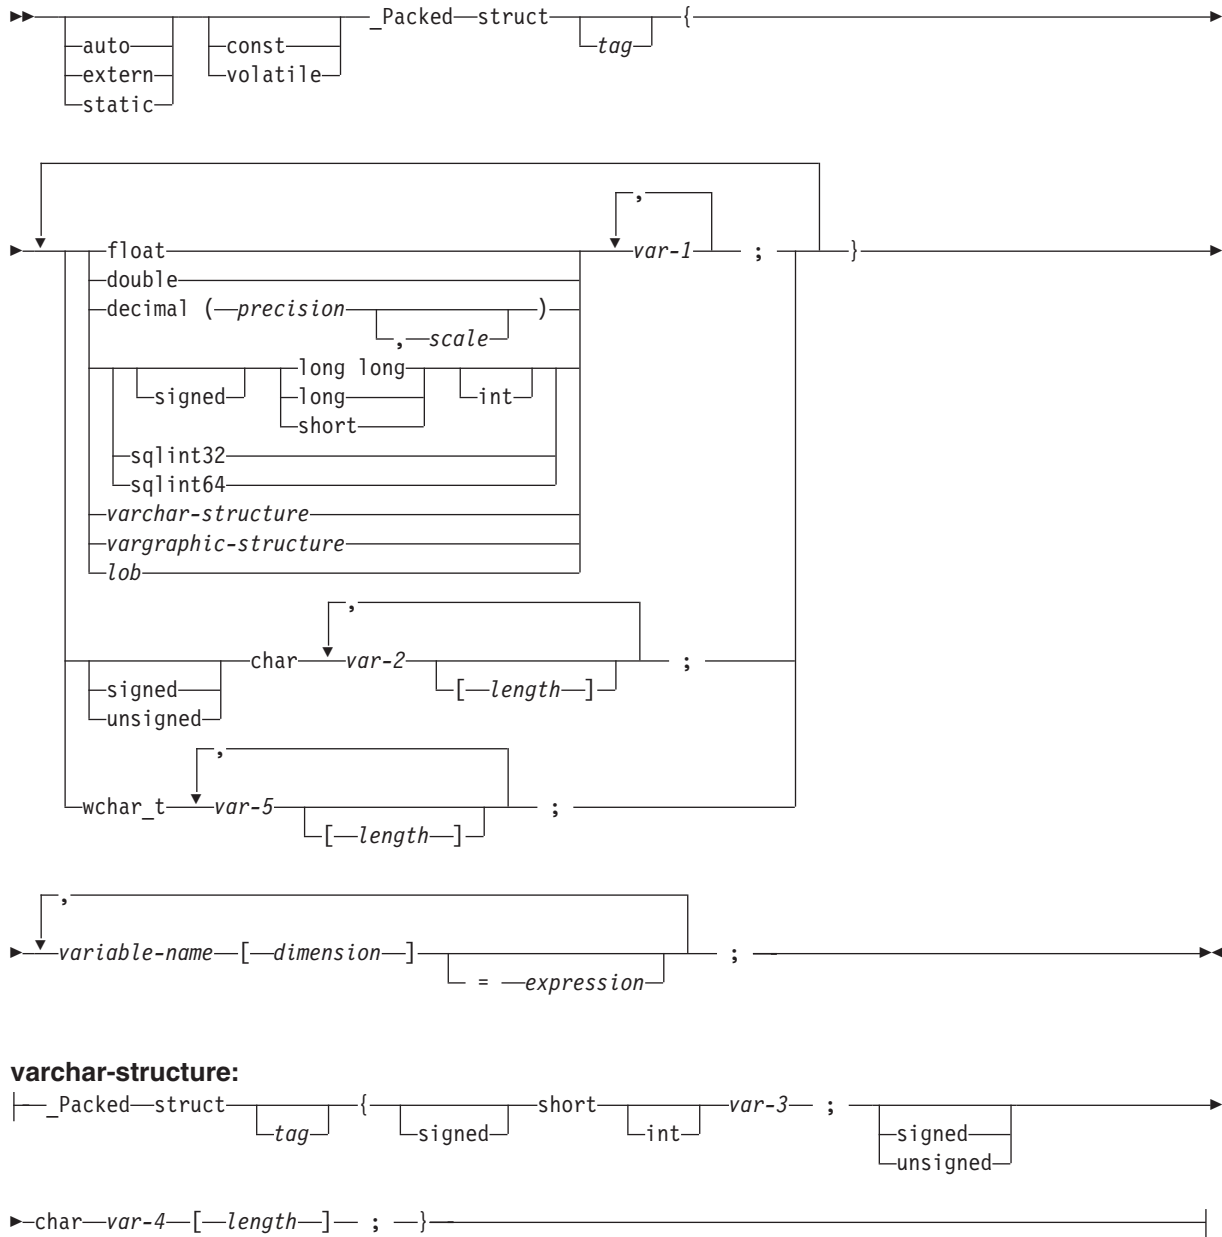 _Packed struct {
auto const tag
extern volatile
static
,
float var-1 ;  }
double
decimal ( precision )
, scale
long long
signed long int
short
sqlint32
sqlint64
varchar-structure
vargraphic-structure
lob
,
char var-2 ;
signed [ length ]
unsigned
,
wchar_t var-5 ;
[ length ]
,
variable-name [ dimension ] ;
= expression
varchar-structure:
_Packed struct { short var-3 ;
tag signed int signed
unsigned
char var-4 [ length ] ; }